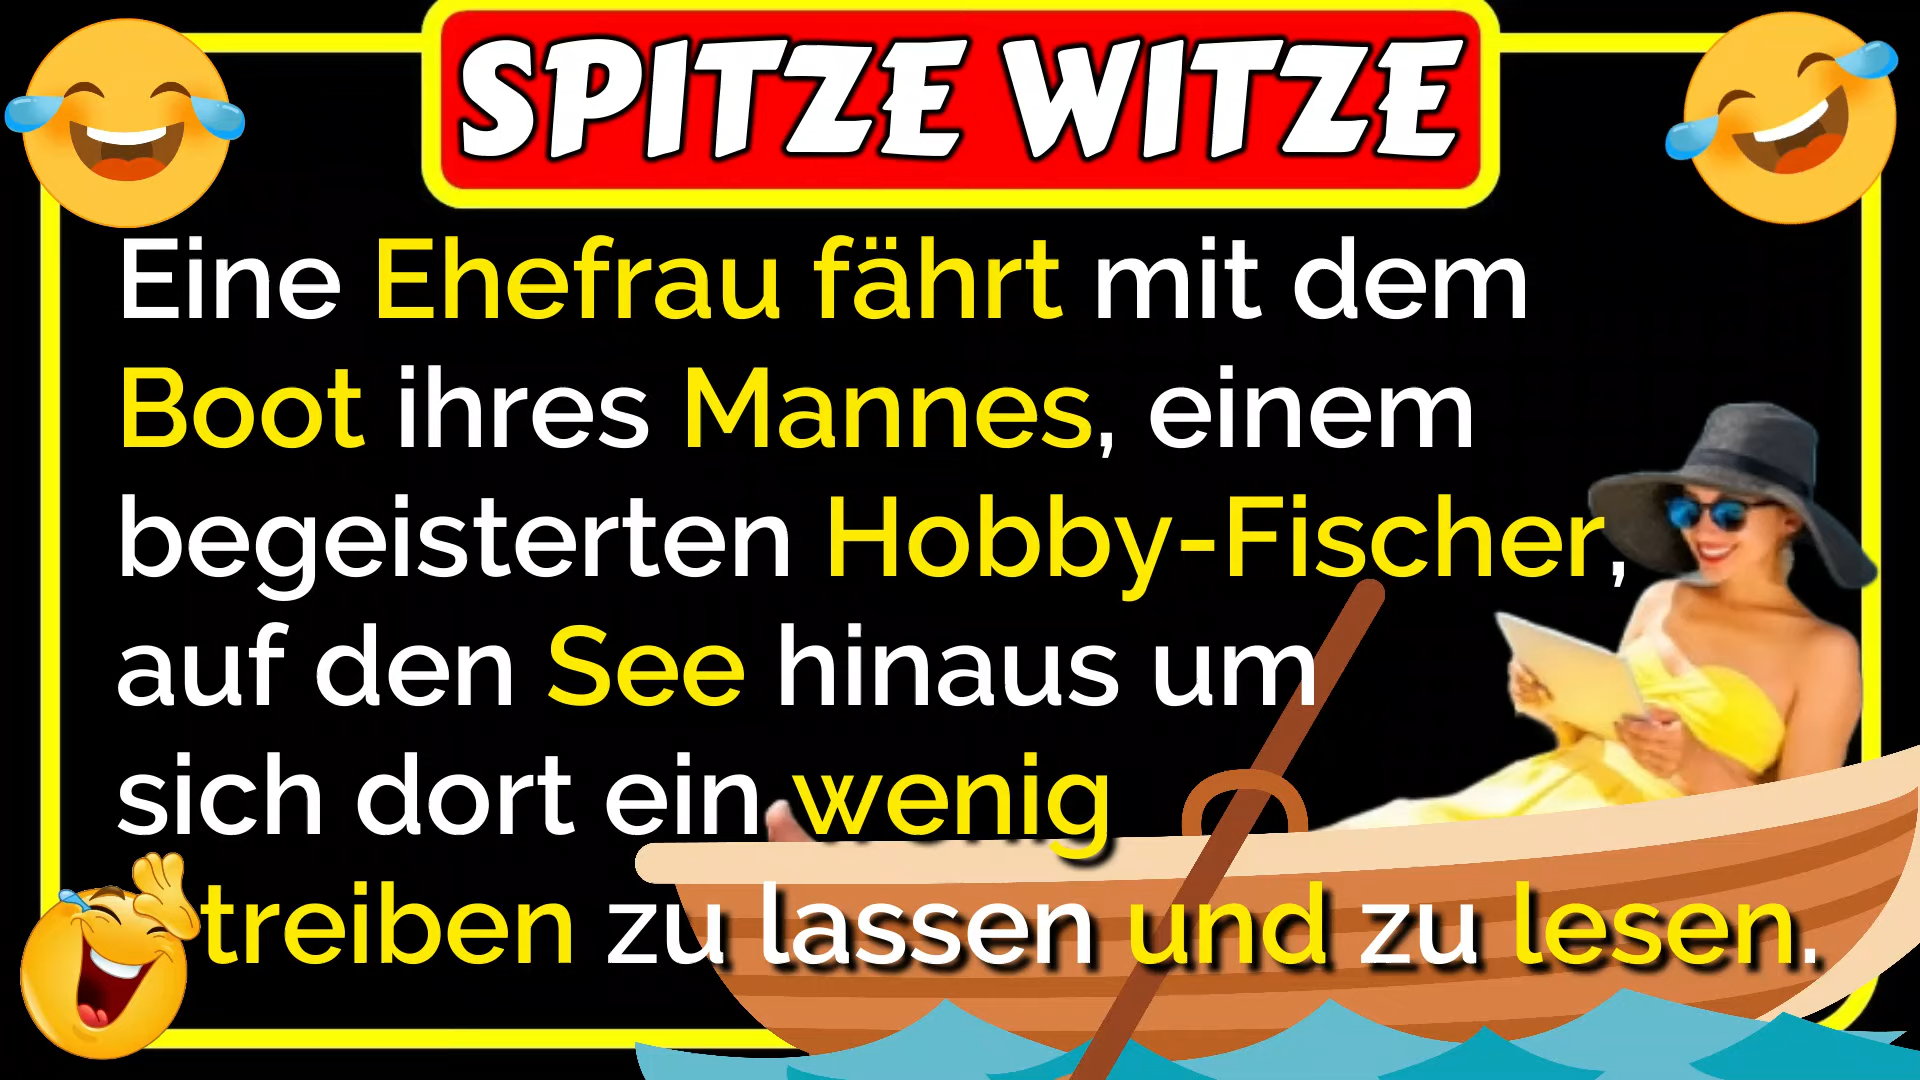 SPITZE WITZE
Eine Ehefrau fährt mit dem
Boot ihres Mannes, einem
begeisterten Hobby-Fischer,
auf den See hinaus um
sich dort ein wenig
treiben zu lassen und zu lesen.